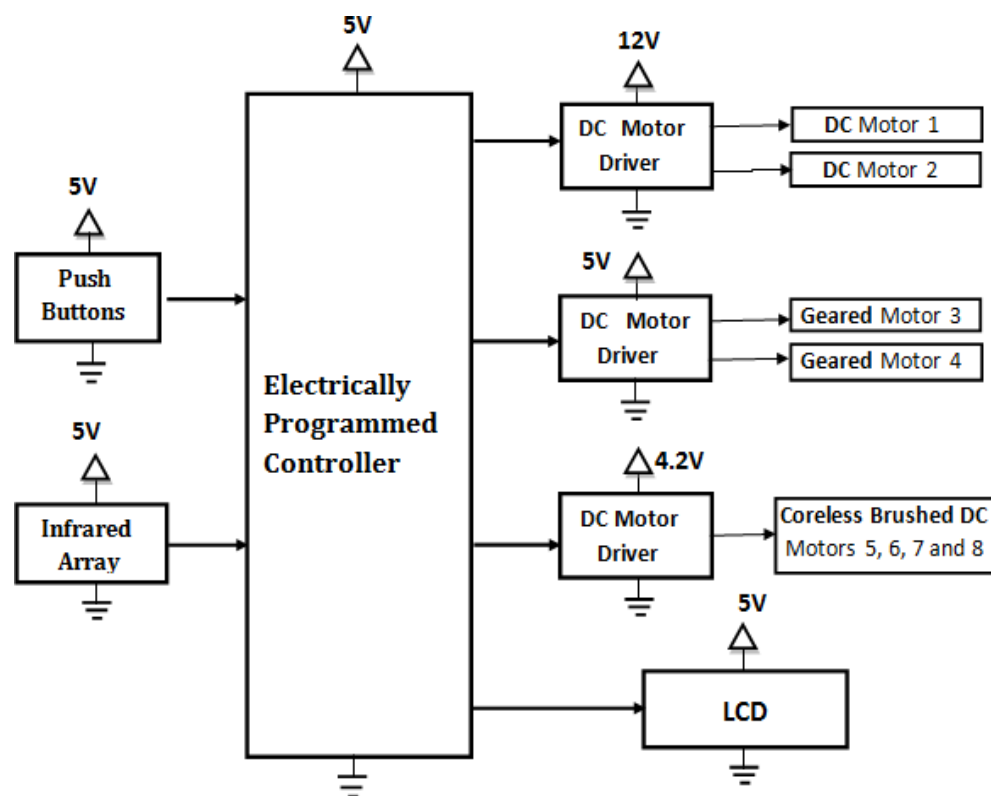 5V
12V
DC Motor
Driver
DC Motor 1
DC Motor 2
5V
Push
Buttons
5V
DC Motor
Driver
Geared Motor 3
Geared Motor 4
Electrically
Programmed
Controller
5V
Infrared
Array
4.2V
DC Motor
Driver
Coreless Brushed DC
Motors 5, 6, 7 and 8
5V
LCD